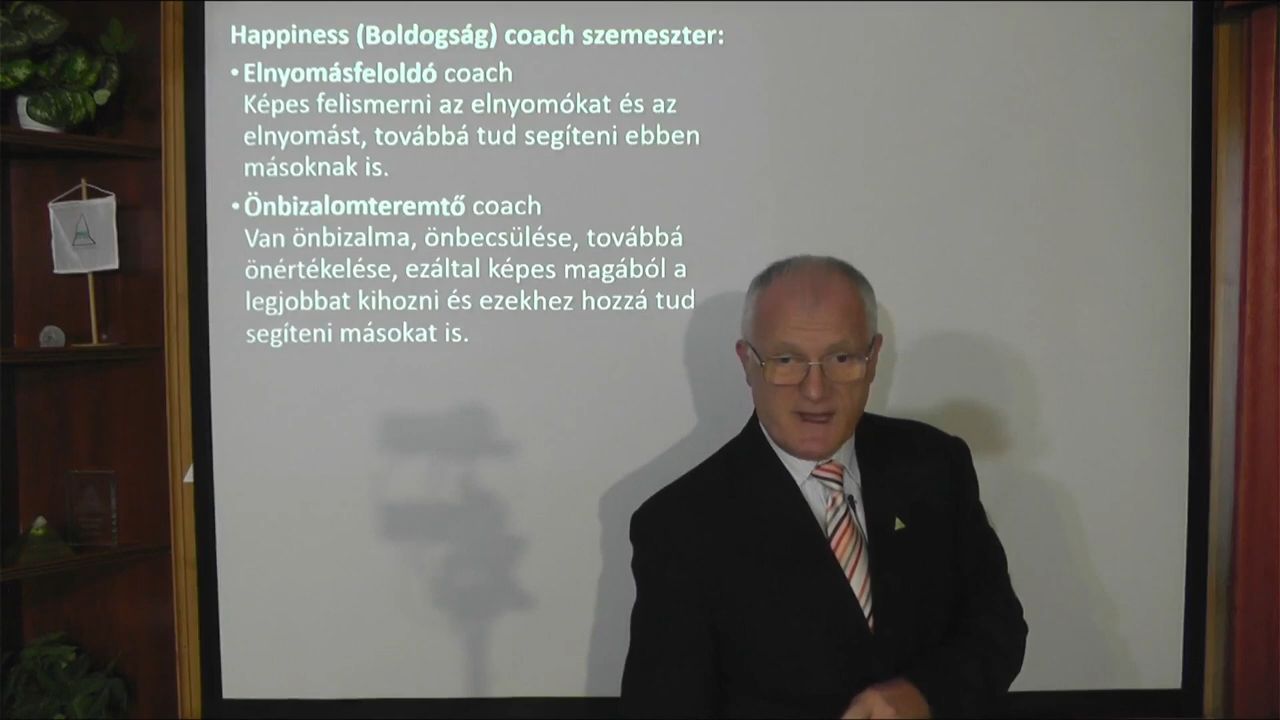 Happiness (Boldogság) coach szemeszter:
• Elnyomásfeloldó coach
Képes felismerni az elnyomókat és az
elnyomást, továbbá tud segíteni ebben
másoknak is.
• Önbizalomteremtő coach
Van önbizalma, önbecsülése, továbbá
önértékelése, ezáltal képes magából a
legjobbat kihozni és ezekhez hozzá tud
segíteni másokat is.